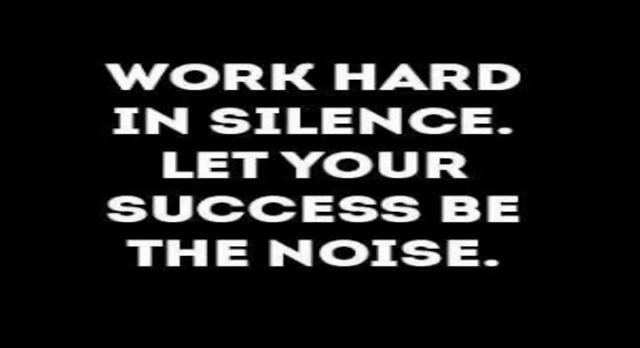 WORK HARD
IN SILENCE.
LET YOUR
SUCCESS BE
THE NOISE.